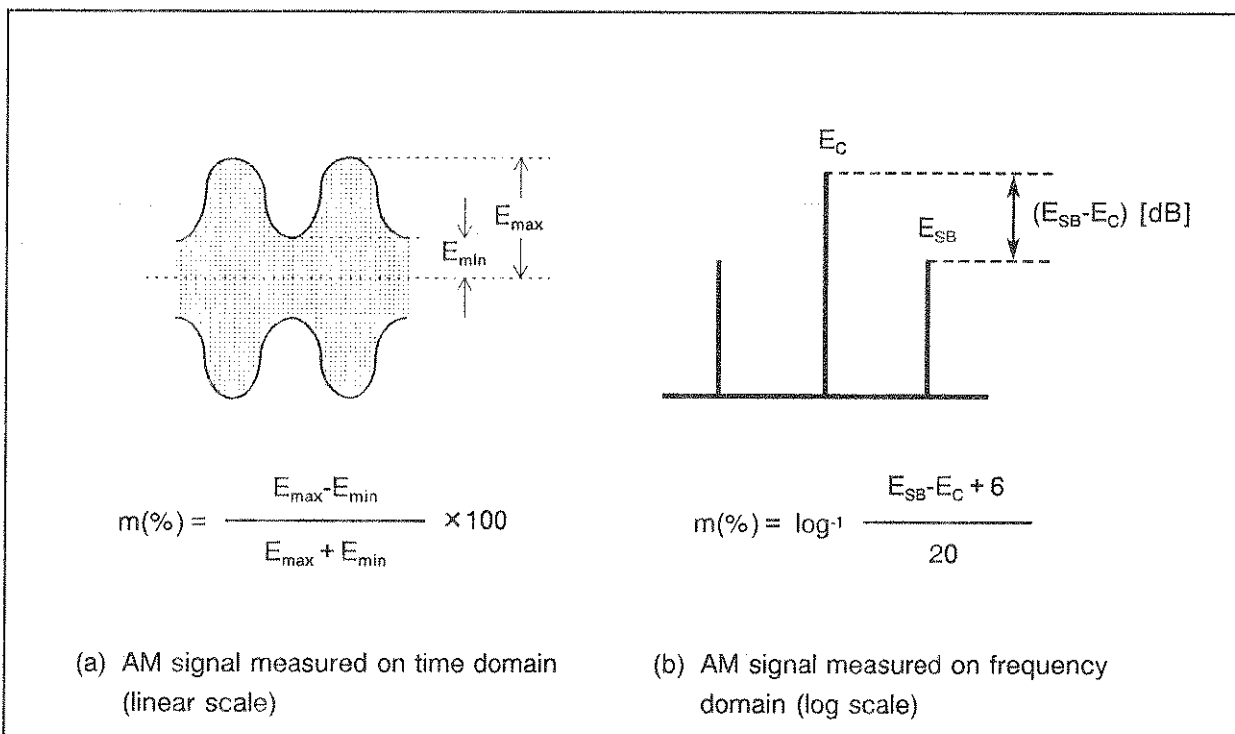 E_max
E_min
m(%) = (E_max-E_min) / (E_max + E_min) × 100
(a) AM signal measured on time domain
(linear scale)
E_C
E_SB
(E_SB-E_C) [dB]
m(%) = log⁻¹ (E_SB-E_C + 6) / 20
(b) AM signal measured on frequency
domain (log scale)